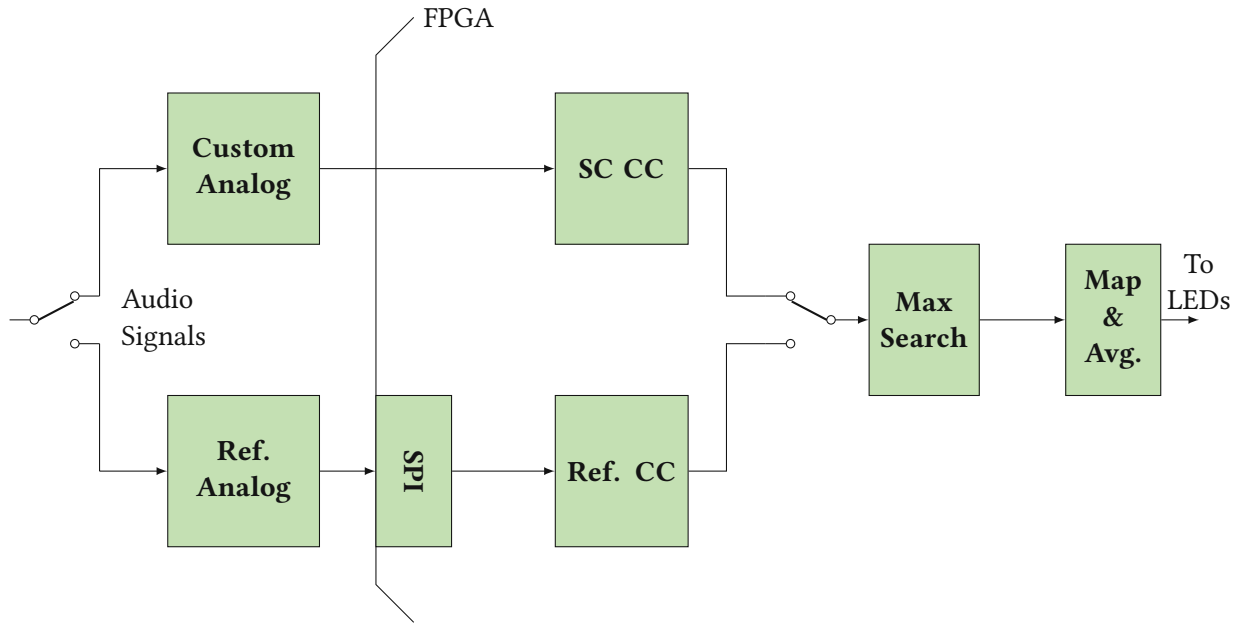 FPGA
Custom
Analog
SC CC
Audio
Signals
Max
Search
Map
&
Avg.
To
LEDs
Ref.
Analog
SPI
Ref. CC